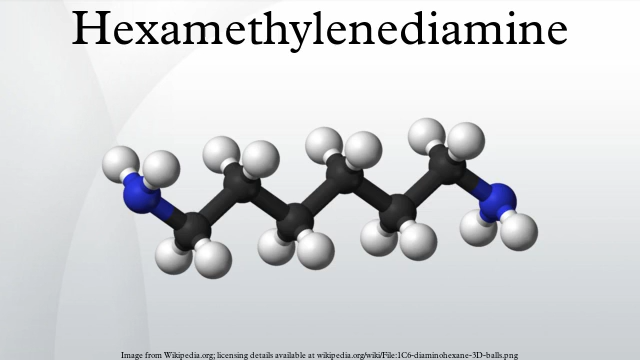 Hexamethylenediamine
Image from Wikipedia.org; licensing details available at wikipedia.org/wiki/File:1C6-diaminohexane-3D-balls.png